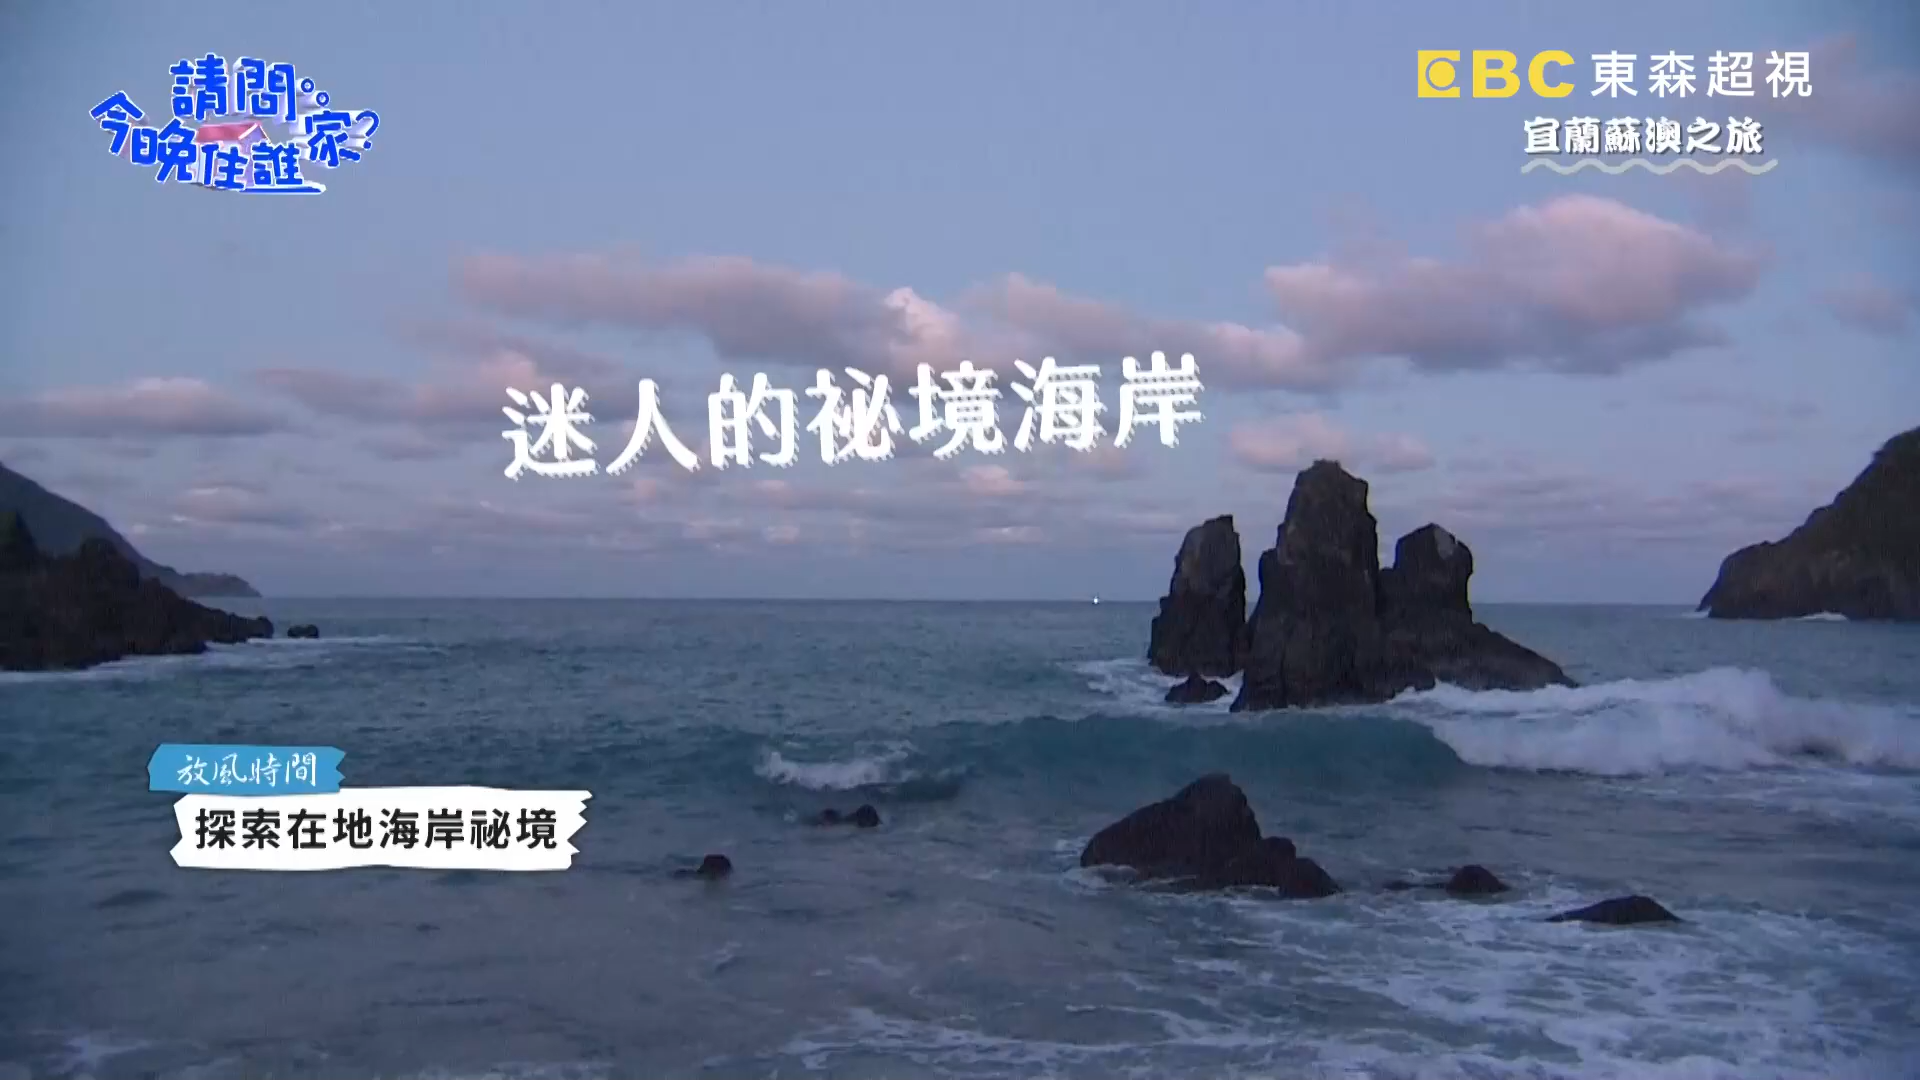 請問
今晚住誰家?
EBC 東森超視
宜蘭蘇澳之旅
迷人的祕境海岸
放風時間
探索在地海岸祕境